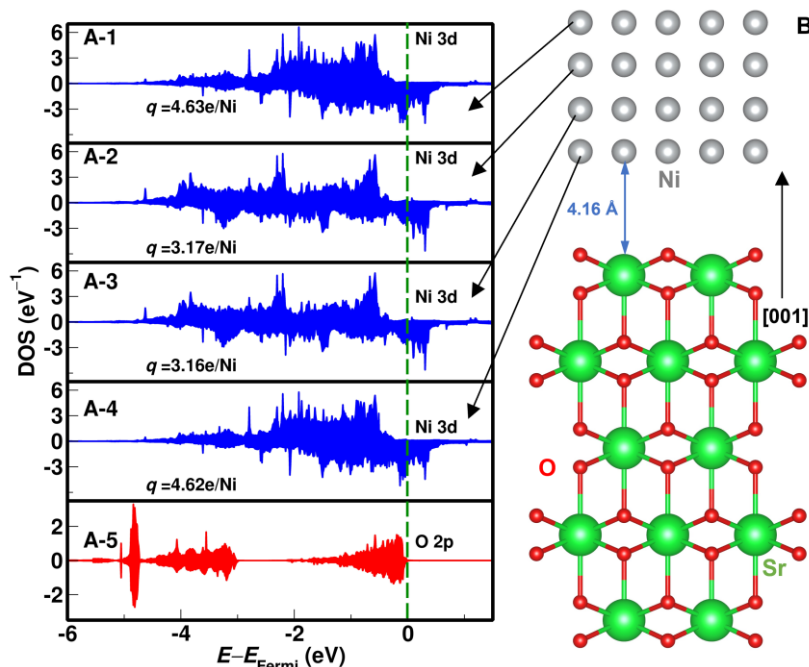 A-1
Ni 3d
q=4.63e/Ni
A-2
Ni 3d
q=3.17e/Ni
A-3
Ni 3d
q=3.16e/Ni
A-4
Ni 3d
q=4.62e/Ni
A-5
O 2p
6
3
0
-3
6
3
0
-3
6
3
0
-3
6
3
0
-3
2
0
-2
DOS (eV⁻¹)
-6 -4 -2 0
E−E_Fermi (eV)
B
Ni
4.16 Å
[001]
O
Sr